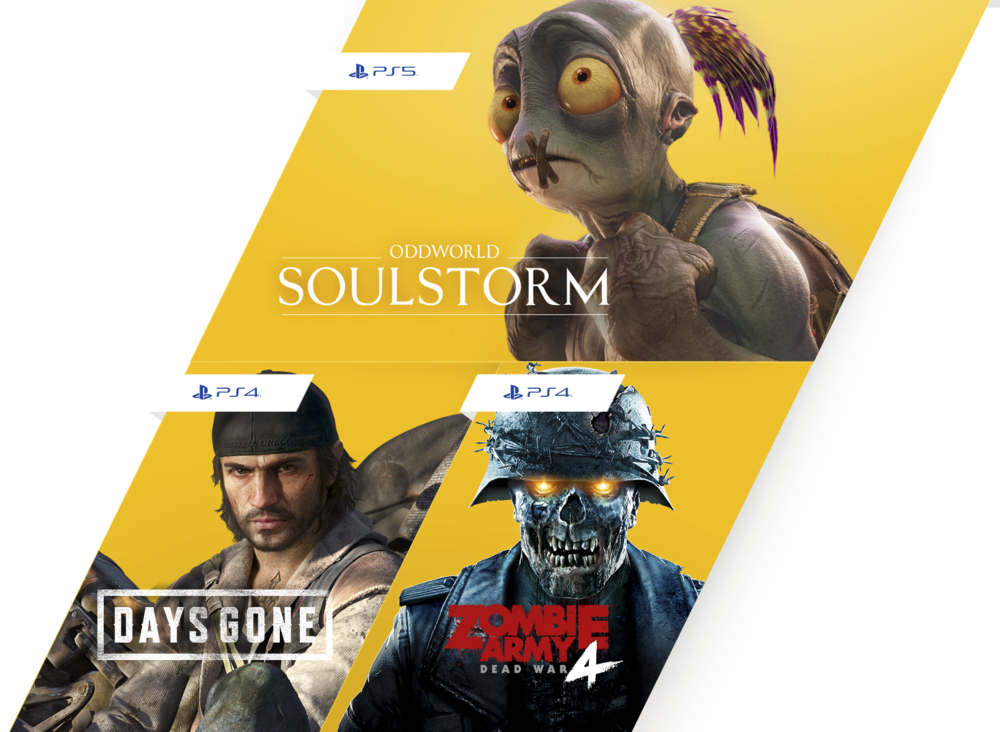 PS5
ODDWORLD
SOULSTORM
PS4
PS4
DAYS GONE
ZOMBIE
ARMY 4
DEAD WAR